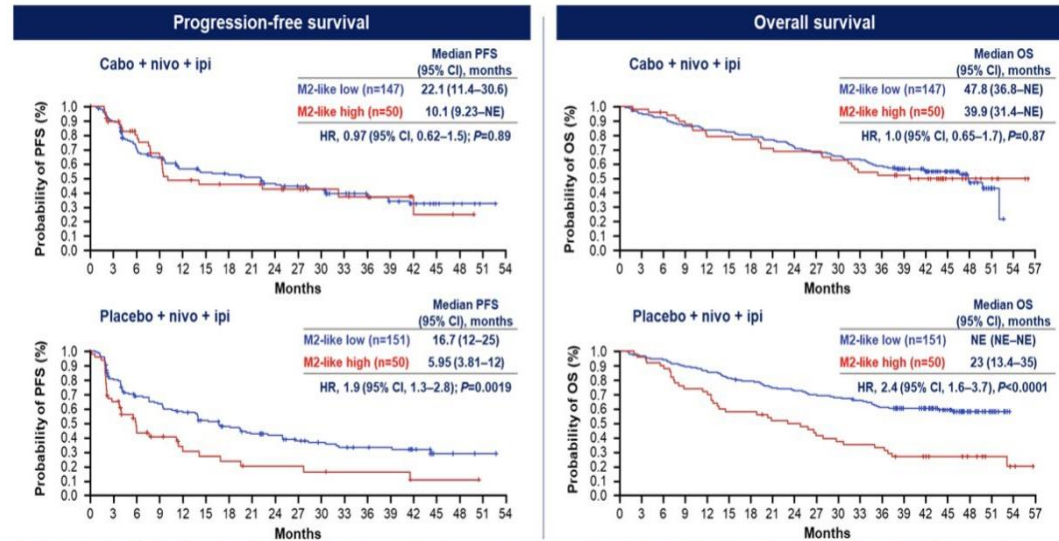 Progression-free survival
Cabo + nivo + ipi
Median PFS
(95% CI), months
M2-like low (n=147) 22.1 (11.4–30.6)
M2-like high (n=50) 10.1 (9.23–NE)
HR, 0.97 (95% CI, 0.62–1.5); P=0.89
Probability of PFS (%)
1.0
0.9
0.8
0.7
0.6
0.5
0.4
0.3
0.2
0.1
0.0
0 3 6 9 12 15 18 21 24 27 30 33 36 39 42 45 48 51 54
Months
Placebo + nivo + ipi
Median PFS
(95% CI), months
M2-like low (n=151) 16.7 (12–25)
M2-like high (n=50) 5.95 (3.81–12)
HR, 1.9 (95% CI, 1.3–2.8); P=0.0019
Probability of PFS (%)
1.0
0.9
0.8
0.7
0.6
0.5
0.4
0.3
0.2
0.1
0.0
0 3 6 9 12 15 18 21 24 27 30 33 36 39 42 45 48 51 54
Months
Overall survival
Cabo + nivo + ipi
Median OS
(95% CI), months
M2-like low (n=147) 47.8 (36.8–NE)
M2-like high (n=50) 39.9 (31.4–NE)
HR, 1.0 (95% CI, 0.65–1.7), P=0.87
Probability of OS (%)
1.0
0.9
0.8
0.7
0.6
0.5
0.4
0.3
0.2
0.1
0.0
0 3 6 9 12 15 18 21 24 27 30 33 36 39 42 45 48 51 54 57
Months
Placebo + nivo + ipi
Median OS
(95% CI), months
M2-like low (n=151) NE (NE–NE)
M2-like high (n=50) 23 (13.4–35)
HR, 2.4 (95% CI, 1.6–3.7), P<0.0001
Probability of OS (%)
1.0
0.9
0.8
0.7
0.6
0.5
0.4
0.3
0.2
0.1
0.0
0 3 6 9 12 15 18 21 24 27 30 33 36 39 42 45 48 51 54 57
Months